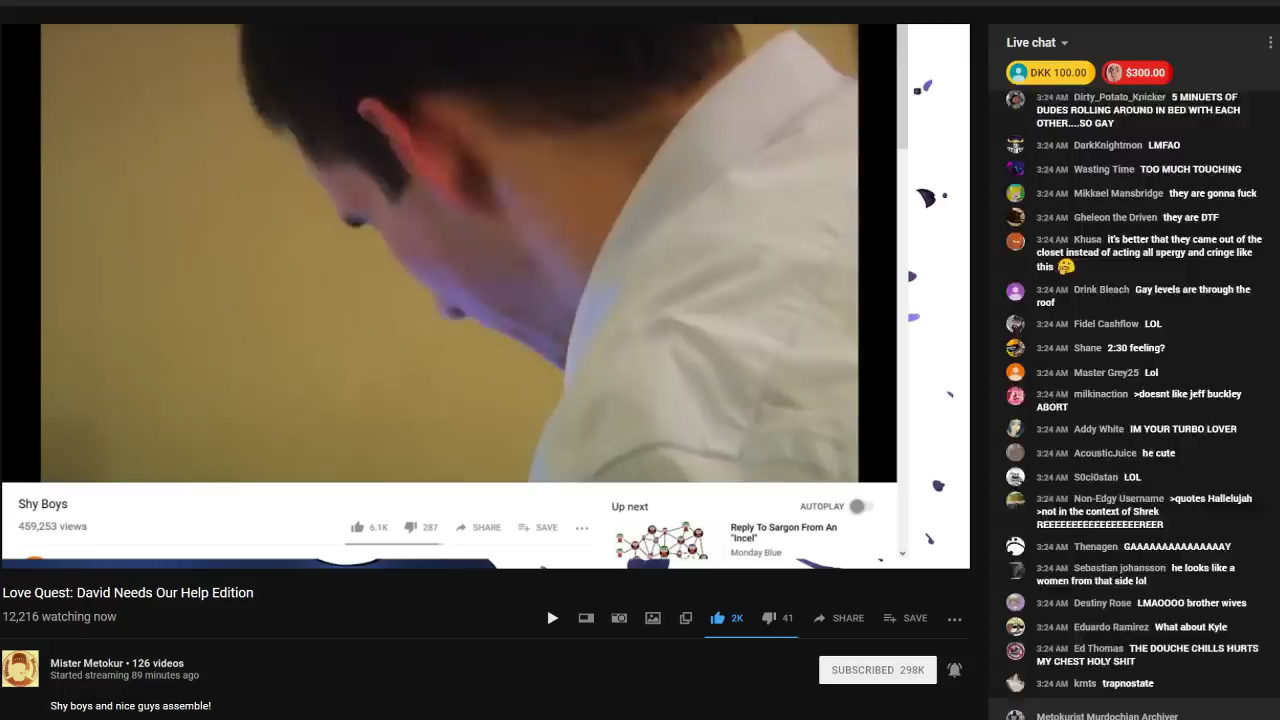 Live chat
DKK 100.00 $300.00
3:24 AM Dirty_Potato_Knicker 5 MINUETS OF
DUDES ROLLING AROUND IN BED WITH EACH
OTHER....SO GAY
3:24 AM DarkKnightmon LMFAO
3:24 AM Wasting Time TOO MUCH TOUCHING
3:24 AM Mikkael Mansbridge they are gonna fuck
3:24 AM Gheleon the Driven they are DTF
3:24 AM Khusa it's better that they came out of the
closet instead of acting all spergy and cringe like
this
3:24 AM Drink Bleach Gay levels are through the
roof
3:24 AM Fidel Cashflow LOL
3:24 AM Shane 2:30 feeling?
3:24 AM Master Grey25 Lol
3:24 AM milkinaction >doesnt like jeff buckley
ABORT
3:24 AM Addy White IM YOUR TURBO LOVER
3:24 AM AcousticJuice he cute
3:24 AM S0ci0stan LOL
3:24 AM Non-Edgy Username >quotes Hallelujah
>not in the context of Shrek
REEEEEEEEEEEEEEEREER
3:24 AM Thenagen GAAAAAAAAAAAAAAY
3:24 AM Sebastian johansson he looks like a
women from that side lol
3:24 AM Destiny Rose LMAOOOO brother wives
3:24 AM Eduardo Ramirez What about Kyle
3:24 AM Ed Thomas THE DOUCHE CHILLS HURTS
MY CHEST HOLY SHIT
3:24 AM krnts trapnostate
Metokurist Murdochian Archiver
Shy Boys
459,253 views
6.1K 287 SHARE SAVE
Up next AUTOPLAY
Reply To Sargon From An
"Incel"
Monday Blue
Love Quest: David Needs Our Help Edition
12,216 watching now
2K 41 SHARE SAVE
Mister Metokur • 126 videos
Started streaming 89 minutes ago
SUBSCRIBED 298K
Shy boys and nice guys assemble!